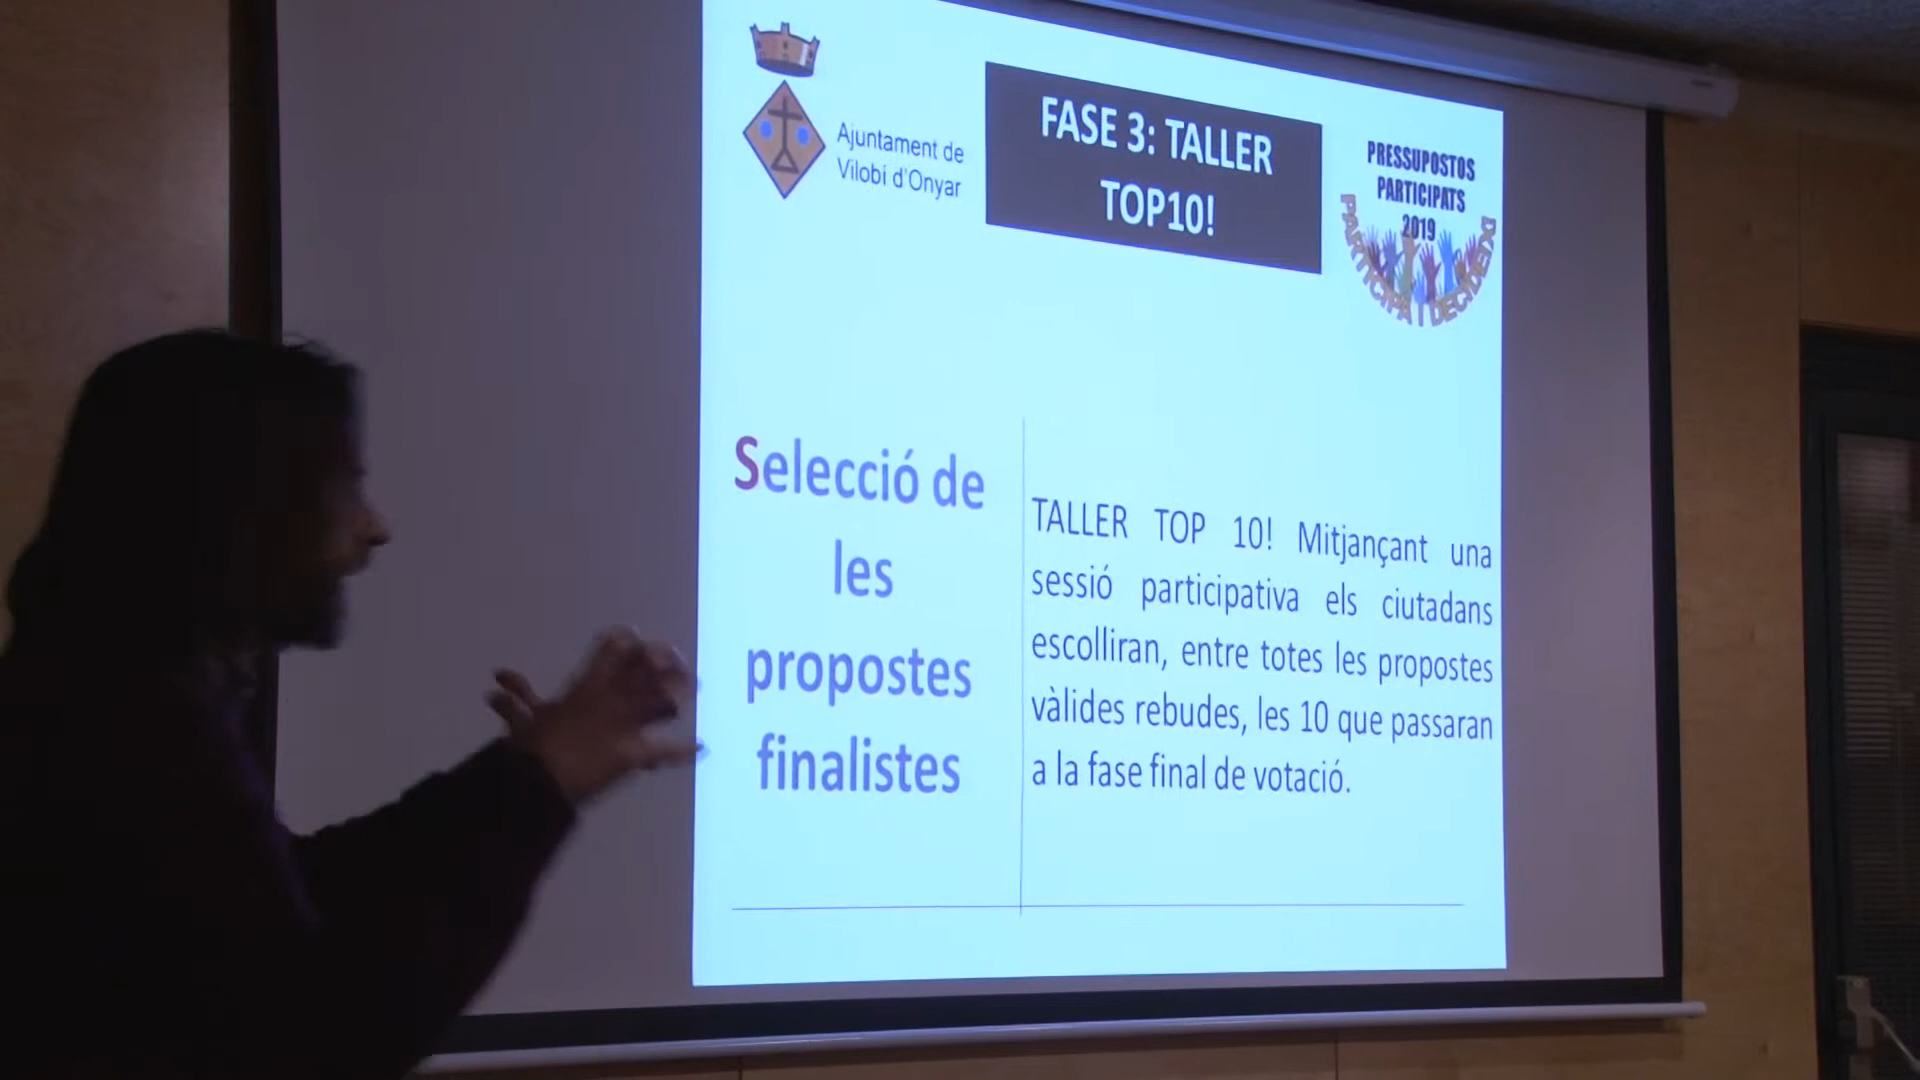 Ajuntament de
Vilobí d'Onyar
FASE 3: TALLER
TOP10!
PRESSUPOSTOS
PARTICIPATS
2019
PARTICIPA I DECIDEIX!
Selecció de
les
propostes
finalistes
TALLER TOP 10! Mitjançant una
sessió participativa els ciutadans
escolliran, entre totes les propostes
vàlides rebudes, les 10 que passaran
a la fase final de votació.